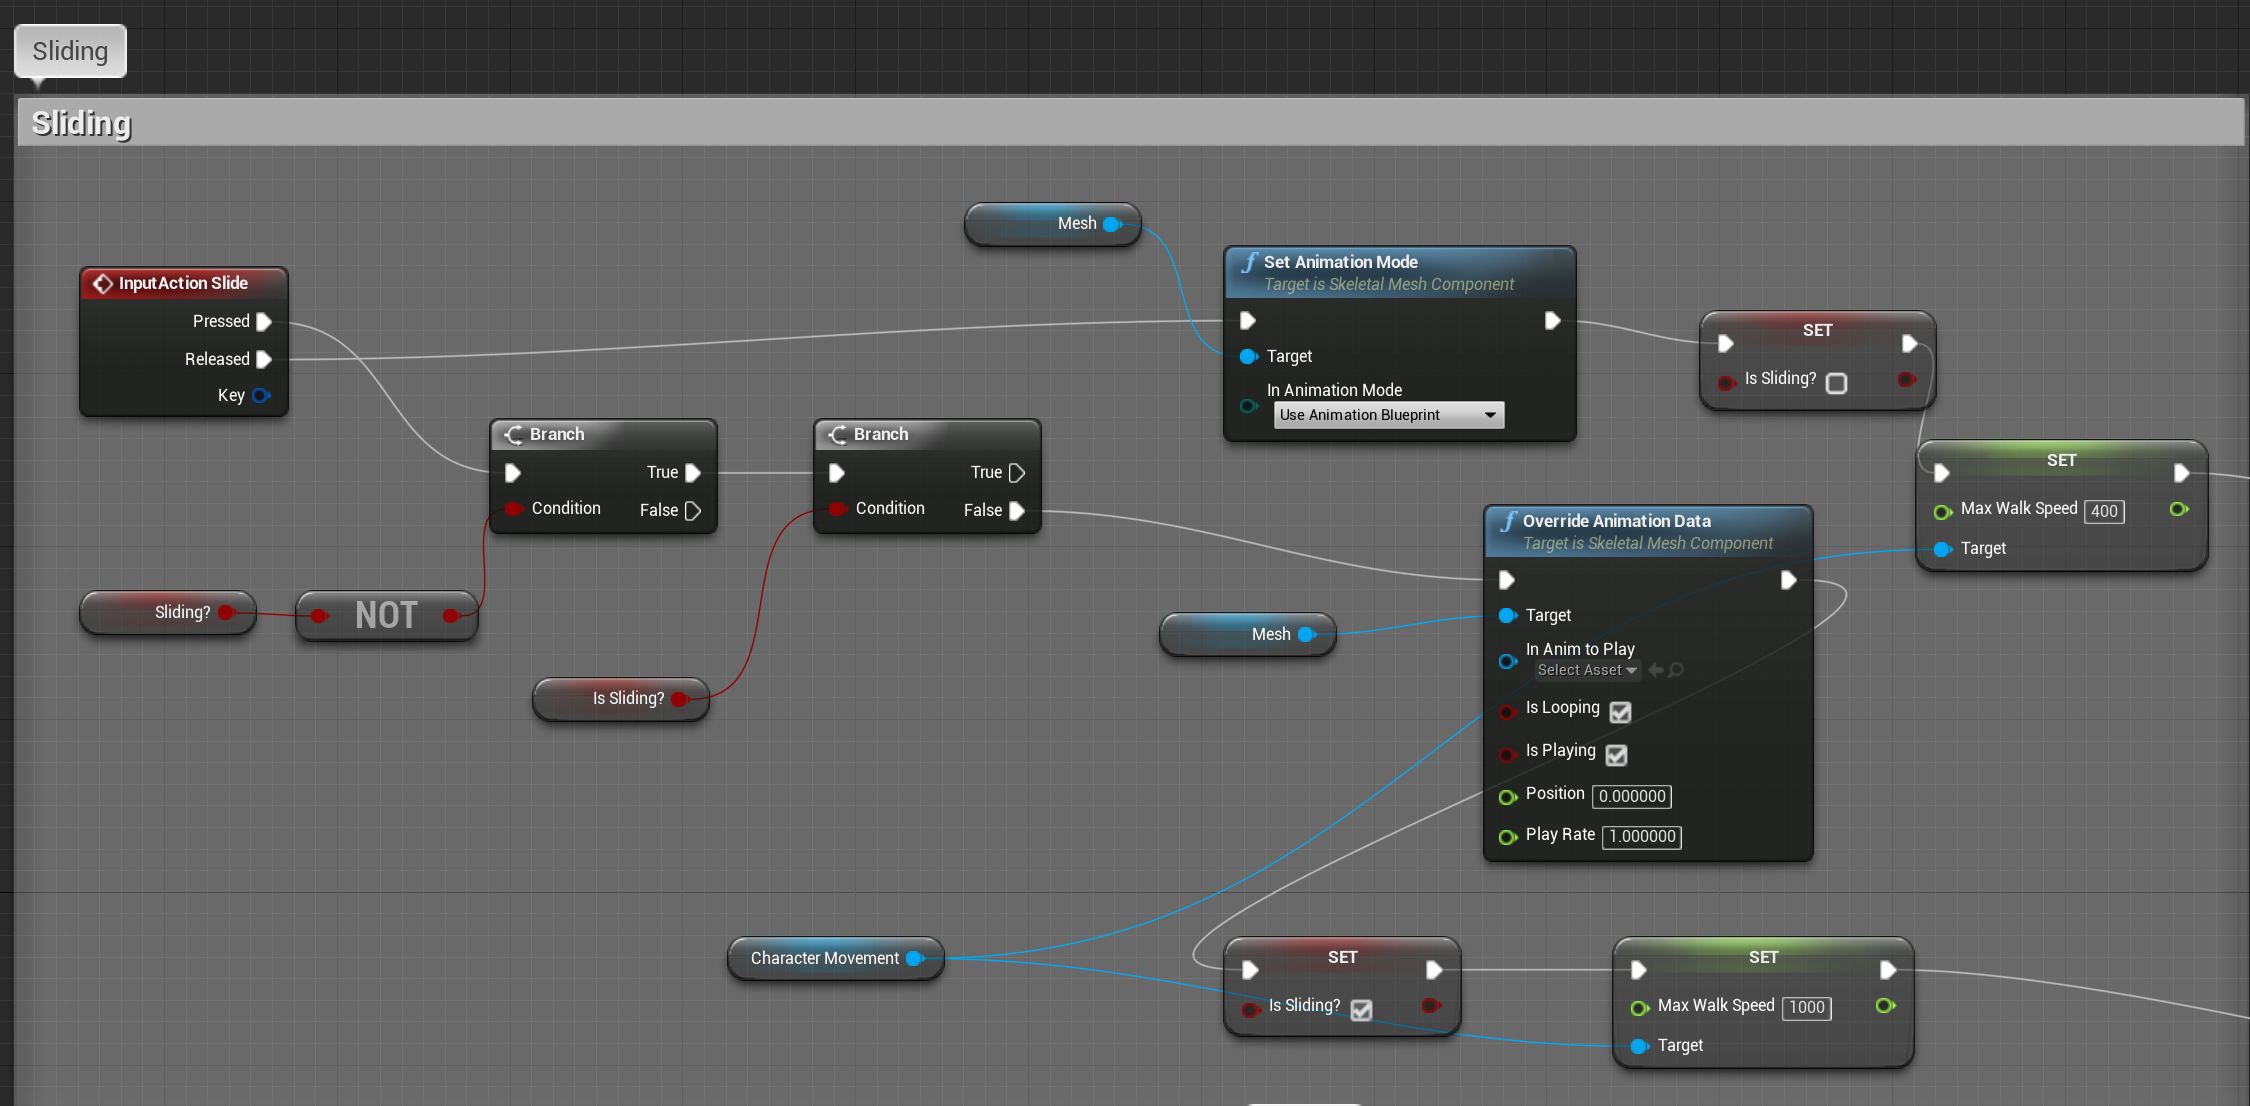 Sliding
Sliding
Mesh
Set Animation Mode
Target is Skeletal Mesh Component
Target
In Animation Mode
Use Animation Blueprint
InputAction Slide
Pressed
Released
Key
SET
Is Sliding?
Branch
True
Condition
False
Branch
True
Condition
False
SET
Max Walk Speed 400
Target
Override Animation Data
Target is Skeletal Mesh Component
Target
In Anim to Play
Select Asset
Is Looping
Is Playing
Position 0.000000
Play Rate 1.000000
Sliding?
NOT
Mesh
Is Sliding?
Character Movement
SET
Is Sliding?
SET
Max Walk Speed 1000
Target